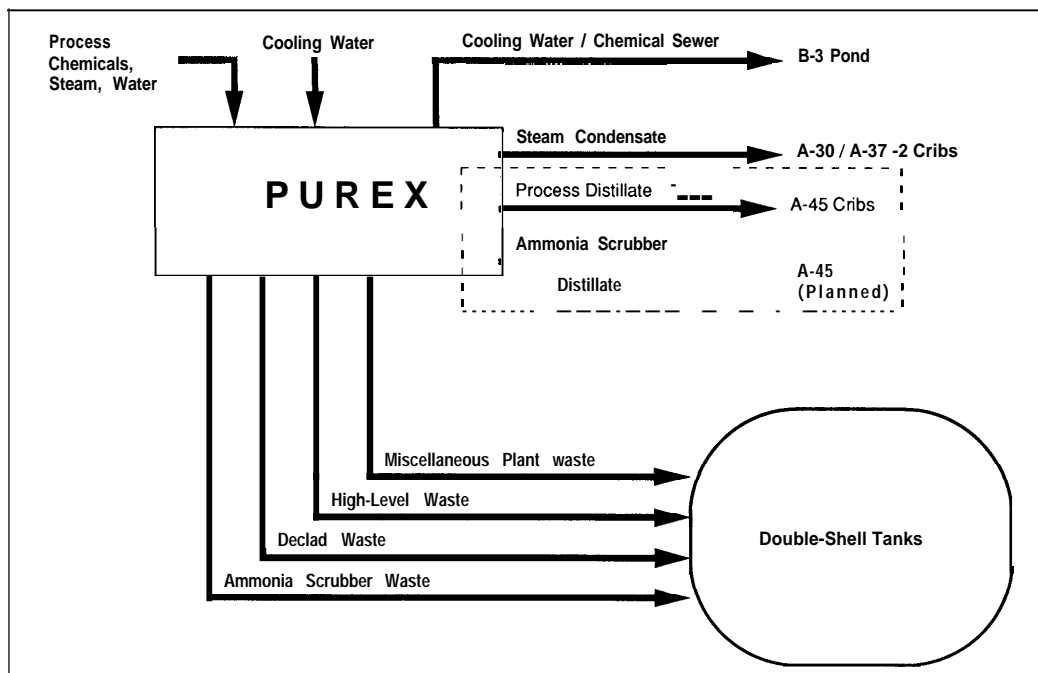 Process
Chemicals,
Steam, Water
Cooling Water
Cooling Water / Chemical Sewer
B-3 Pond
PUREX
Steam Condensate
A-30 / A-37 -2 Cribs
Process Distillate
A-45 Cribs
Ammonia Scrubber
Distillate
A-45
(Planned)
Miscellaneous Plant waste
High-Level Waste
Declad Waste
Ammonia Scrubber Waste
Double-Shell Tanks